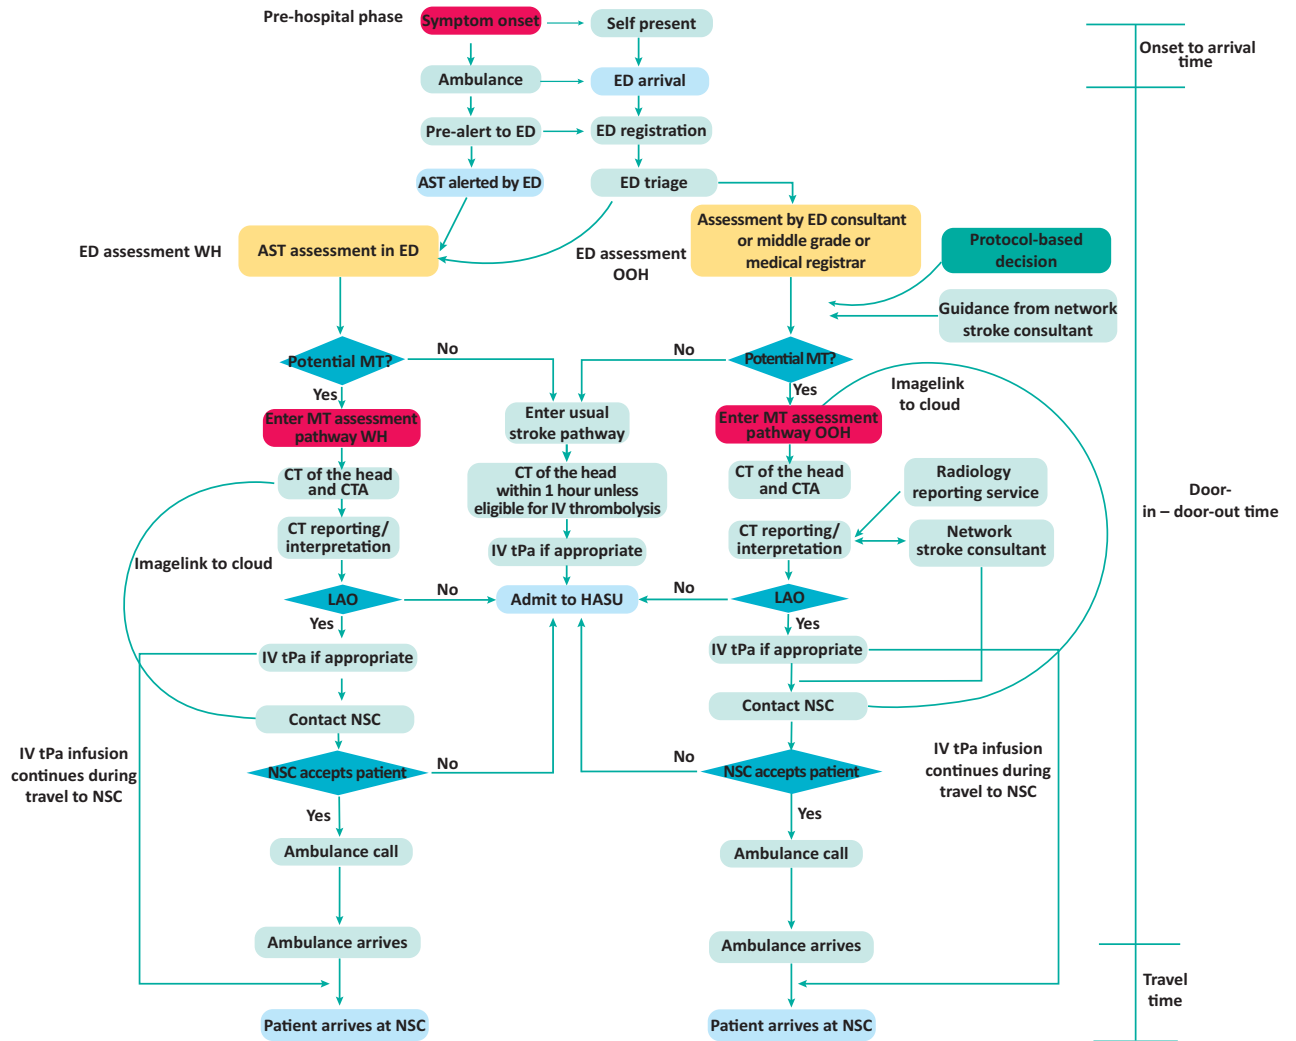 Pre-hospital phase
Symptom onset
Self present
Onset to arrival
time
Ambulance
ED arrival
Pre-alert to ED
ED registration
AST alerted by ED
ED triage
ED assessment WH
AST assessment in ED
ED assessment
OOH
Assessment by ED consultant
or middle grade or
medical registrar
Protocol-based
decision
Guidance from network
stroke consultant
Potential MT?
No
No
Potential MT?
Yes
Yes
Imagelink
to cloud
Enter MT assessment
pathway WH
Enter usual
stroke pathway
Enter MT assessment
pathway OOH
CT of the head
and CTA
CT of the head
within 1 hour unless
eligible for IV thrombolysis
CT of the head
and CTA
Radiology
reporting service
Door-
in – door-out time
CT reporting/
interpretation
IV tPa if appropriate
CT reporting/
interpretation
Network
stroke consultant
Imagelink to cloud
LAO
No
Admit to HASU
No
LAO
Yes
Yes
IV tPa if appropriate
IV tPa if appropriate
Contact NSC
Contact NSC
IV tPa infusion
continues during
travel to NSC
NSC accepts patient
No
No
NSC accepts patient
IV tPa infusion
continues during
travel to NSC
Yes
Yes
Ambulance call
Ambulance call
Ambulance arrives
Ambulance arrives
Travel
time
Patient arrives at NSC
Patient arrives at NSC